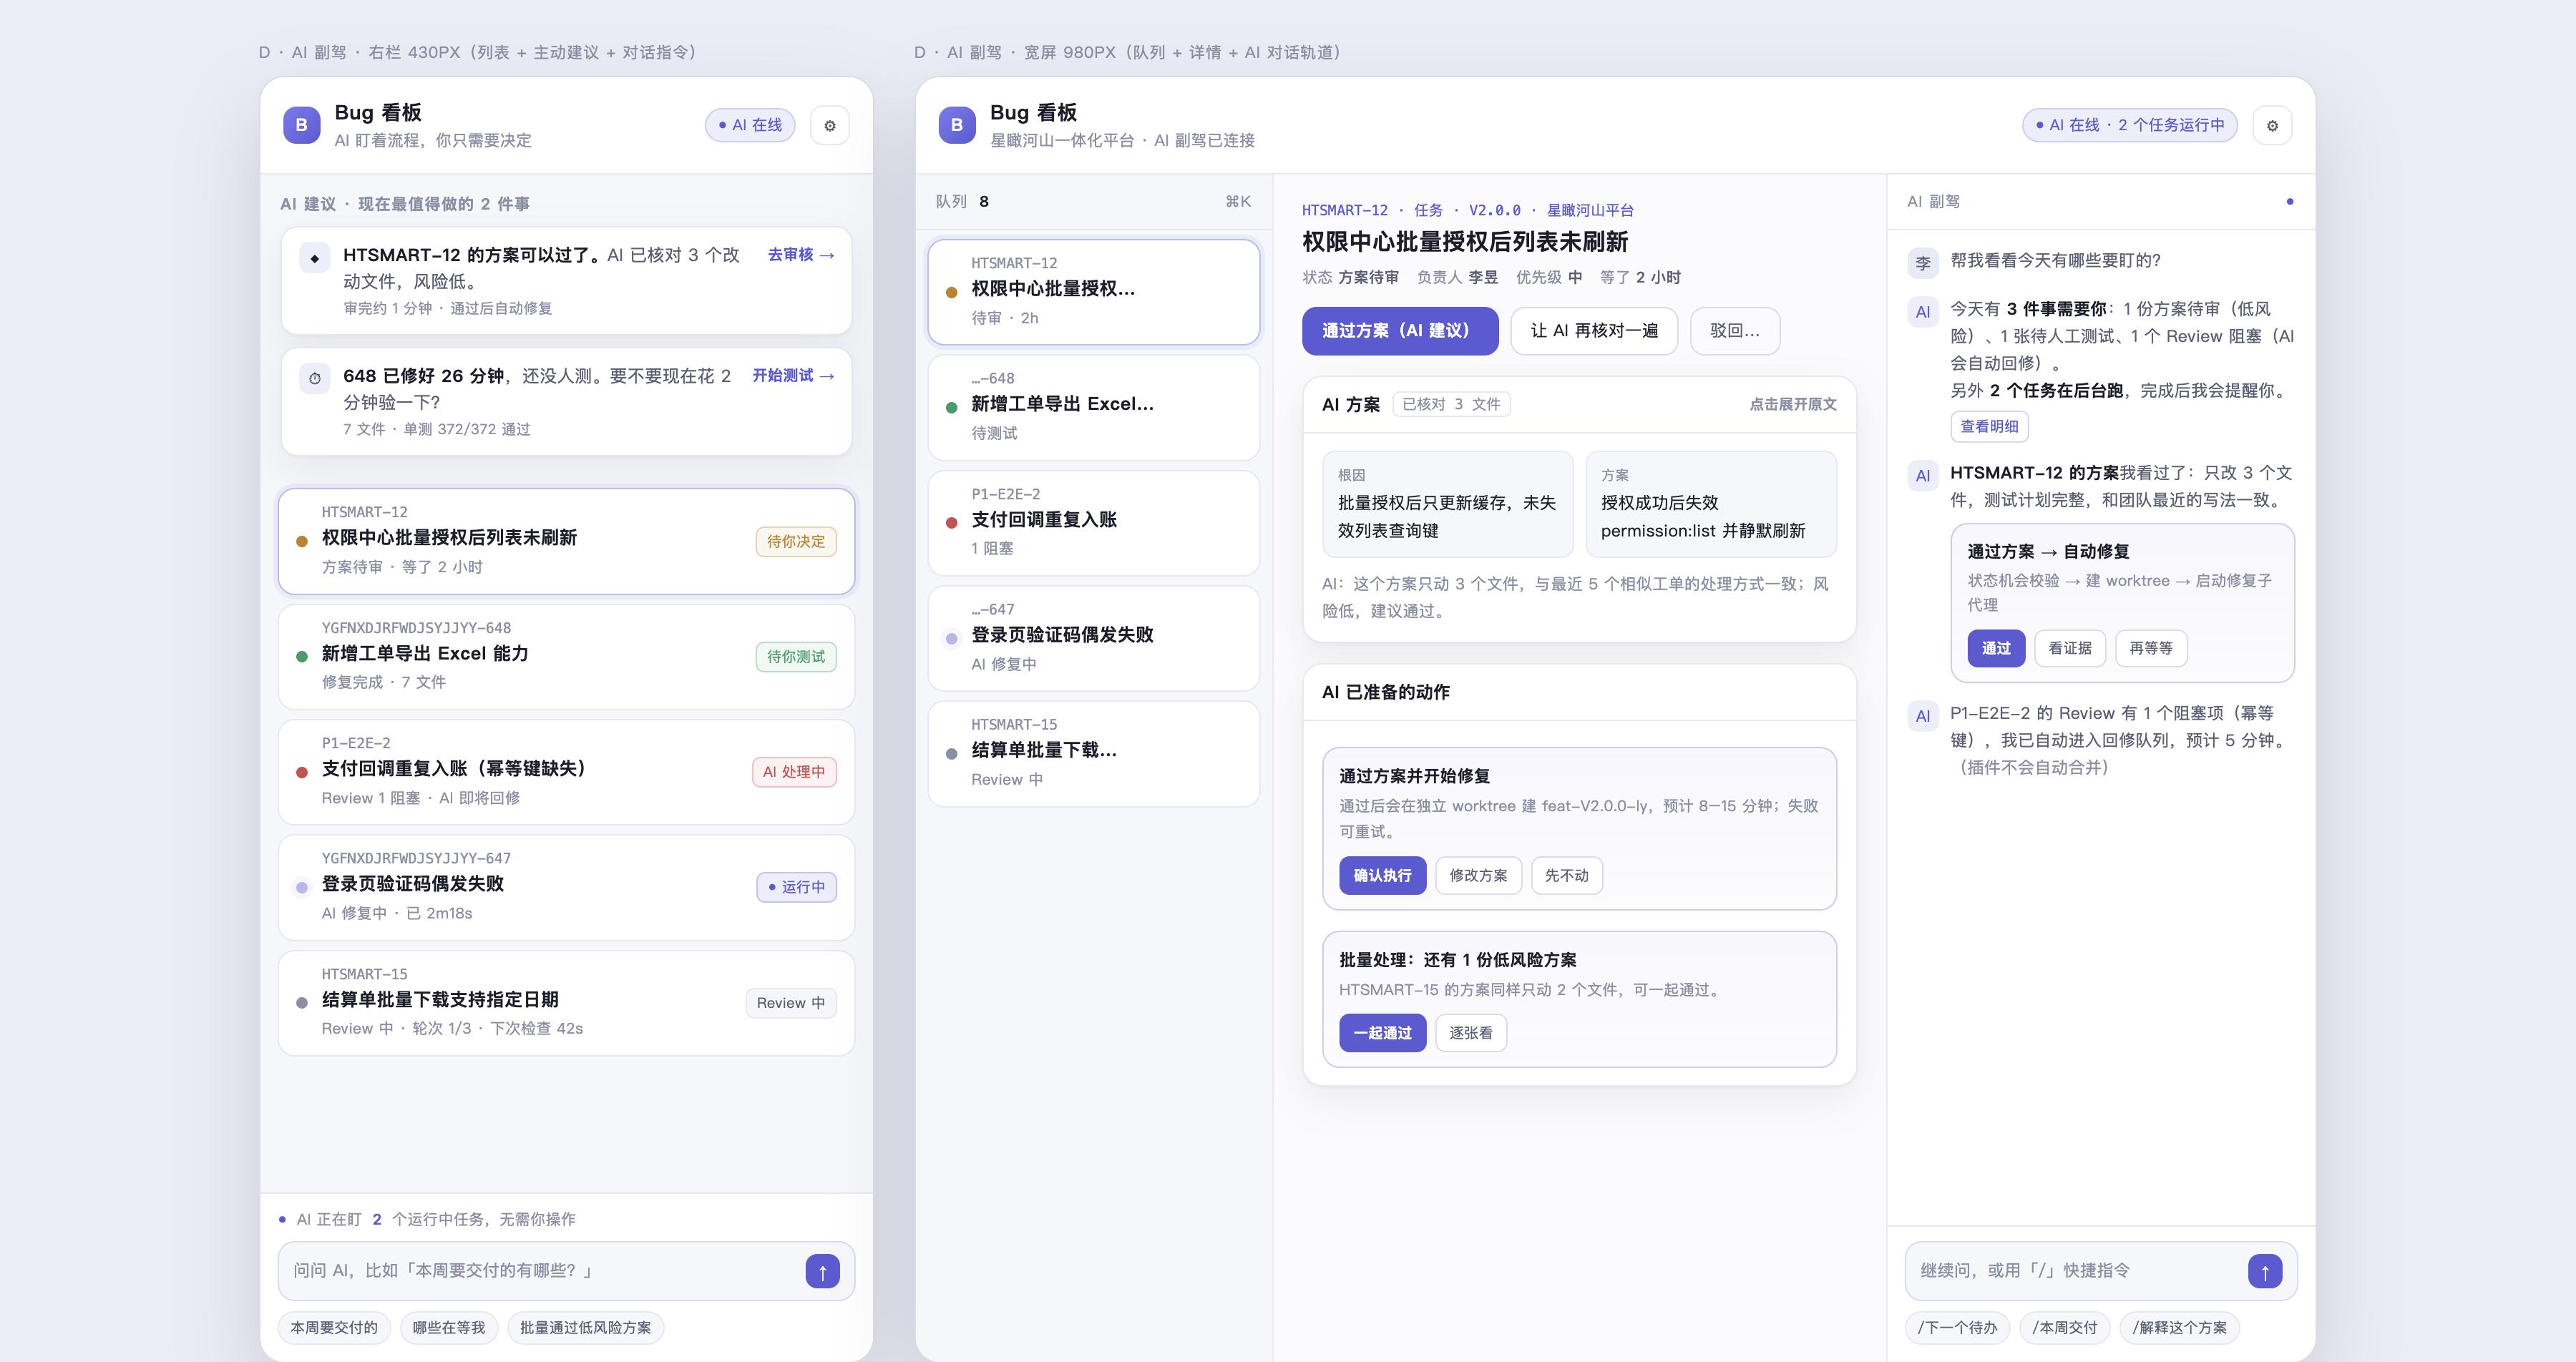 D · AI 副驾 · 右栏 430PX（列表 + 主动建议 + 对话指令）
B
Bug 看板
AI 盯着流程，你只需要决定
AI 在线
AI 建议 · 现在最值得做的 2 件事
HTSMART-12 的方案可以过了。AI 已核对 3 个改
动文件，风险低。
去审核 →
审完约 1 分钟 · 通过后自动修复
648 已修好 26 分钟，还没人测。要不要现在花 2
分钟验一下？
开始测试 →
7 文件 · 单测 372/372 通过
HTSMART-12
权限中心批量授权后列表未刷新
方案待审 · 等了 2 小时
待你决定
YGFNXDJRFWDJSYJJYY-648
新增工单导出 Excel 能力
修复完成 · 7 文件
待你测试
P1-E2E-2
支付回调重复入账（幂等键缺失）
Review 1 阻塞 · AI 即将回修
AI 处理中
YGFNXDJRFWDJSYJJYY-647
登录页验证码偶发失败
AI 修复中 · 已 2m18s
运行中
HTSMART-15
结算单批量下载支持指定日期
Review 中 · 轮次 1/3 · 下次检查 42s
Review 中
AI 正在盯 2 个运行中任务，无需你操作
问问 AI，比如「本周要交付的有哪些？」
↑
本周要交付的
哪些在等我
批量通过低风险方案
D · AI 副驾 · 宽屏 980PX（队列 + 详情 + AI 对话轨道）
B
Bug 看板
星瞰河山一体化平台 · AI 副驾已连接
AI 在线 · 2 个任务运行中
队列 8
⌘K
HTSMART-12
权限中心批量授权…
待审 · 2h
…-648
新增工单导出 Excel…
待测试
P1-E2E-2
支付回调重复入账
1 阻塞
…-647
登录页验证码偶发失败
AI 修复中
HTSMART-15
结算单批量下载…
Review 中
HTSMART-12 · 任务 · V2.0.0 · 星瞰河山平台
权限中心批量授权后列表未刷新
状态 方案待审 负责人 李昱 优先级 中 等了 2 小时
通过方案（AI 建议）
让 AI 再核对一遍
驳回…
AI 方案
已核对 3 文件
点击展开原文
根因
批量授权后只更新缓存，未失
效列表查询键
方案
授权成功后失效
permission:list 并静默刷新
AI：这个方案只动 3 个文件，与最近 5 个相似工单的处理方式一致；风
险低，建议通过。
AI 已准备的动作
通过方案并开始修复
通过后会在独立 worktree 建 feat-V2.0.0-ly，预计 8–15 分钟；失败
可重试。
确认执行
修改方案
先不动
批量处理：还有 1 份低风险方案
HTSMART-15 的方案同样只动 2 个文件，可一起通过。
一起通过
逐张看
AI 副驾
李
帮我看看今天有哪些要盯的？
AI
今天有 3 件事需要你：1 份方案待审（低风
险）、1 张待人工测试、1 个 Review 阻塞（AI
会自动回修）。
另外 2 个任务在后台跑，完成后我会提醒你。
查看明细
AI
HTSMART-12 的方案我看过了：只改 3 个文
件，测试计划完整，和团队最近的写法一致。
通过方案 → 自动修复
状态机会校验 → 建 worktree → 启动修复子
代理
通过
看证据
再等等
AI
P1-E2E-2 的 Review 有 1 个阻塞项（幂等
键），我已自动进入回修队列，预计 5 分钟。
（插件不会自动合并）
继续问，或用「/」快捷指令
↑
/下一个待办
/本周交付
/解释这个方案